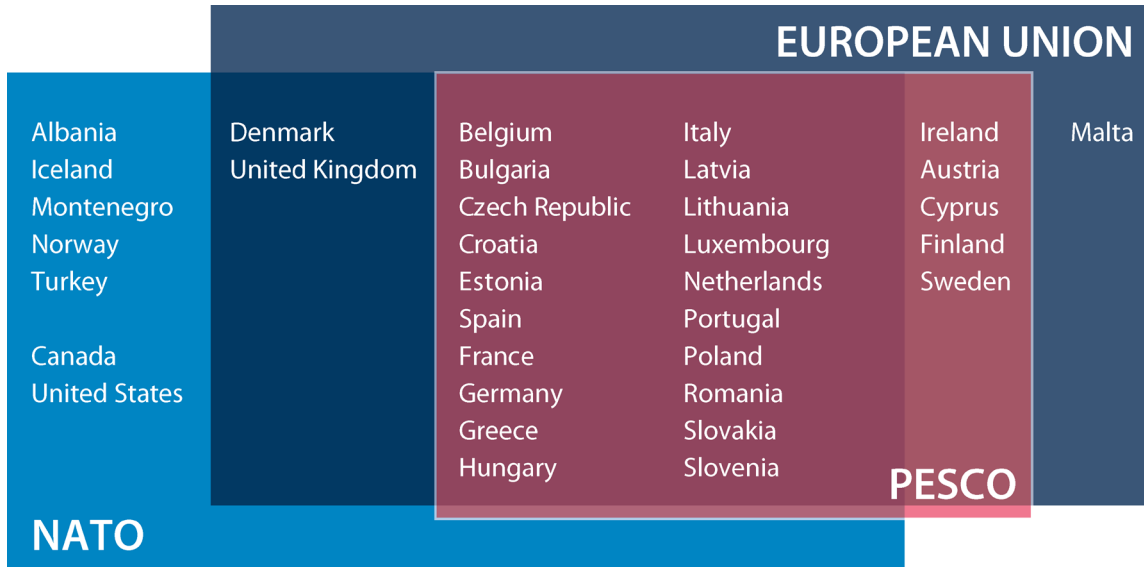 EUROPEAN UNION
Albania
Iceland
Montenegro
Norway
Turkey
Canada
United States
Denmark
United Kingdom
Belgium
Bulgaria
Czech Republic
Croatia
Estonia
Spain
France
Germany
Greece
Hungary
Italy
Latvia
Lithuania
Luxembourg
Netherlands
Portugal
Poland
Romania
Slovakia
Slovenia
Ireland
Austria
Cyprus
Finland
Sweden
Malta
PESCO
NATO